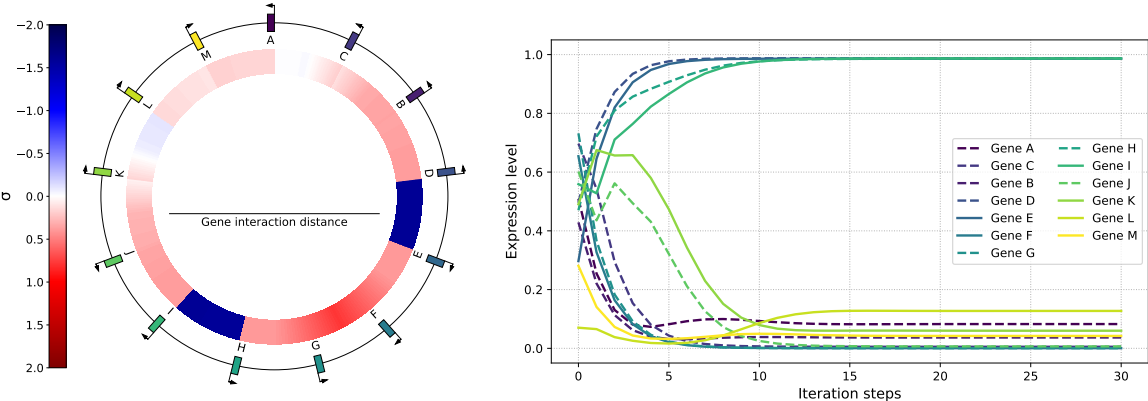 −2.0
−1.5
−1.0
−0.5
0.0
0.5
1.0
1.5
2.0
σ
A
C
B
D
E
F
G
H
I
J
K
L
M
Gene interaction distance
Expression level
1.0
0.8
0.6
0.4
0.2
0.0
0
5
10
15
20
25
30
Iteration steps
Gene A
Gene C
Gene B
Gene D
Gene E
Gene F
Gene G
Gene H
Gene I
Gene J
Gene K
Gene L
Gene M